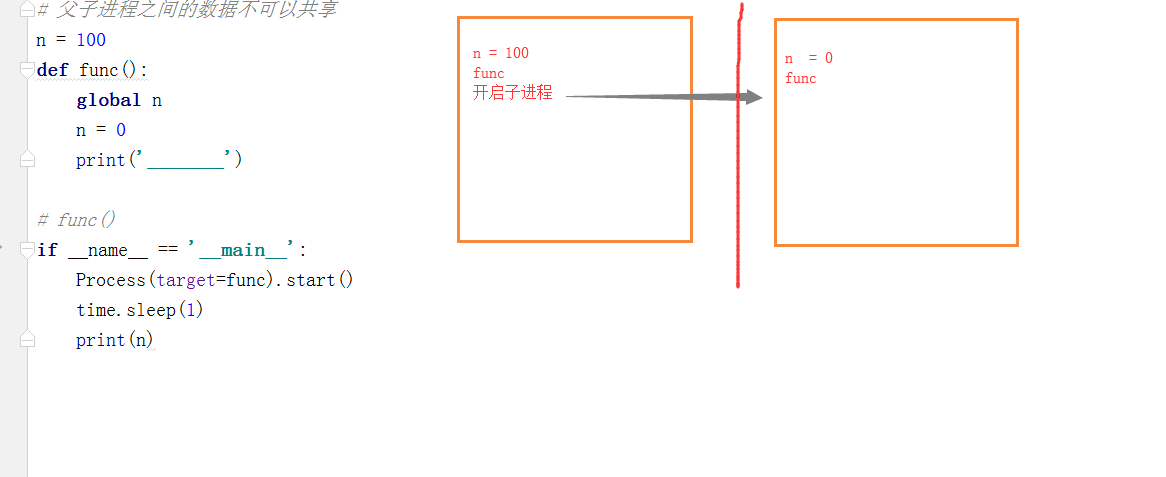 # 父子进程之间的数据不可以共享
n = 100
def func():
    global n
    n = 0
    print('________')
# func()
if __name__ == '__main__':
    Process(target=func).start()
    time.sleep(1)
    print(n)
n = 100
func
开启子进程
n  = 0
func